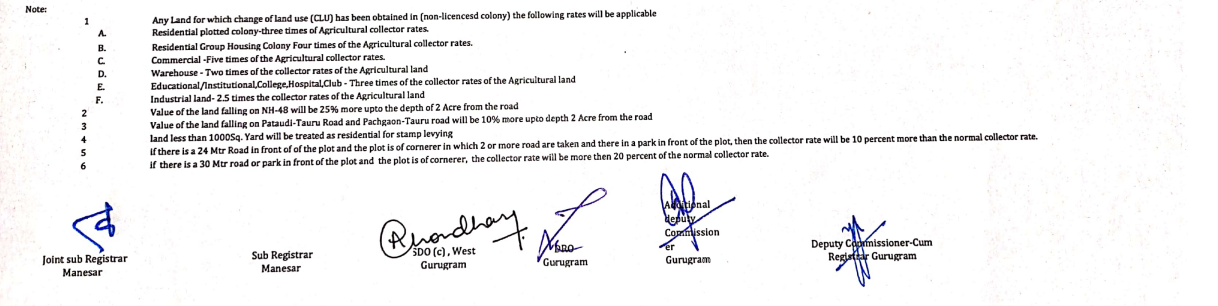 Note:
1 Any Land for which change of land use (CLU) has been obtained in (non-licencesd colony) the following rates will be applicable
A. Residential plotted colony-three times of Agricultural collector rates.
B. Residential Group Housing Colony Four times of the Agricultural collector rates.
C. Commercial -Five times of the Agricultural collector rates.
D. Warehouse - Two times of the collector rates of the Agricultural land
E. Educational/Institutional,College,Hospital,Club - Three times of the collector rates of the Agricultural land
F. Industrial land- 2.5 times the collector rates of the Agricultural land
2 Value of the land falling on NH-48 will be 25% more upto the depth of 2 Acre from the road
3 Value of the land falling on Pataudi-Tauru Road and Pachgaon-Tauru road will be 10% more upto depth 2 Acre from the road
4 land less than 1000Sq. Yard will be treated as residential for stamp levying
5 if there is a 24 Mtr Road in front of of the plot and the plot is of cornerer in which 2 or more road are taken and there in a park in front of the plot, then the collector rate will be 10 percent more than the normal collector rate.
6 if there is a 30 Mtr road or park in front of the plot and the plot is of cornerer, the collector rate will be more then 20 percent of the normal collector rate.
Joint sub Registrar
Manesar
Sub Registrar
Manesar
SDO (c), West
Gurugram
Gurugram
Additional
deputy
Commission
er
Gurugram
Deputy Commissioner-Cum
Registrar Gurugram